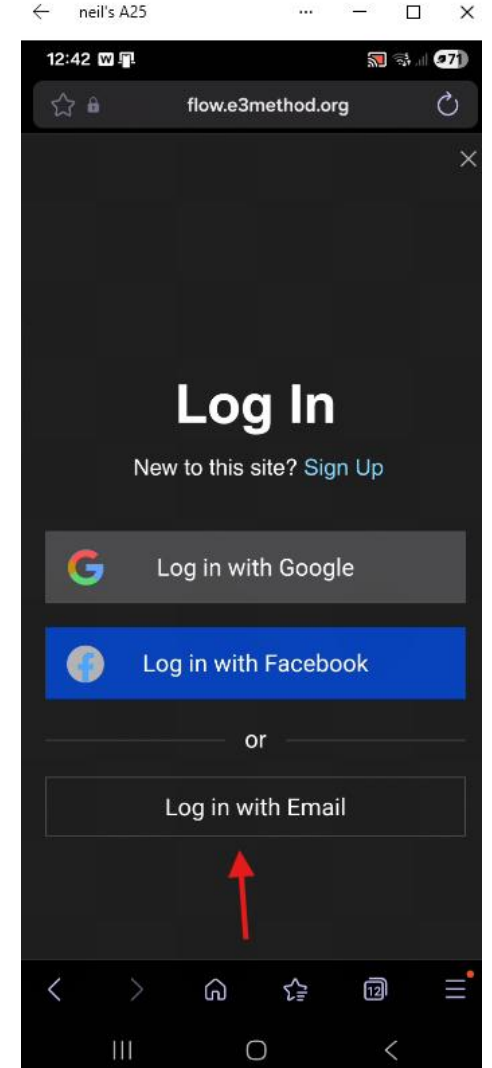 neil's A25
12:42 W 71
flow.e3method.org
Log In
New to this site? Sign Up
Log in with Google
Log in with Facebook
or
Log in with Email
12